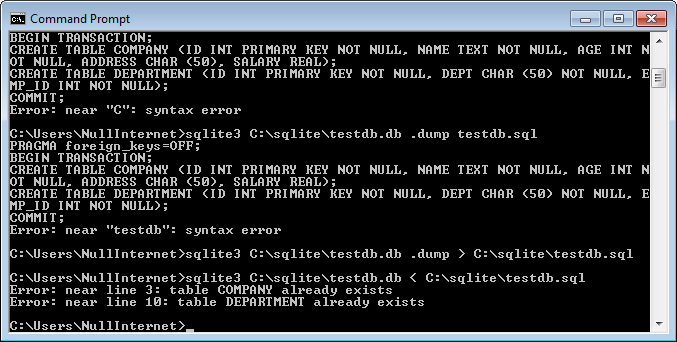 Command Prompt
BEGIN TRANSACTION;
CREATE TABLE COMPANY (ID INT PRIMARY KEY NOT NULL, NAME TEXT NOT NULL, AGE INT N
OT NULL, ADDRESS CHAR (50), SALARY REAL);
CREATE TABLE DEPARTMENT (ID INT PRIMARY KEY NOT NULL, DEPT CHAR (50) NOT NULL, E
MP_ID INT NOT NULL);
COMMIT;
Error: near "C": syntax error
C:\Users\NullInternet>sqlite3 C:\sqlite\testdb.db .dump testdb.sql
PRAGMA foreign_keys=OFF;
BEGIN TRANSACTION;
CREATE TABLE COMPANY (ID INT PRIMARY KEY NOT NULL, NAME TEXT NOT NULL, AGE INT N
OT NULL, ADDRESS CHAR (50), SALARY REAL);
CREATE TABLE DEPARTMENT (ID INT PRIMARY KEY NOT NULL, DEPT CHAR (50) NOT NULL, E
MP_ID INT NOT NULL);
COMMIT;
Error: near "testdb": syntax error
C:\Users\NullInternet>sqlite3 C:\sqlite\testdb.db .dump > C:\sqlite\testdb.sql
C:\Users\NullInternet>sqlite3 C:\sqlite\testdb.db < C:\sqlite\testdb.sql
Error: near line 3: table COMPANY already exists
Error: near line 10: table DEPARTMENT already exists
C:\Users\NullInternet>_